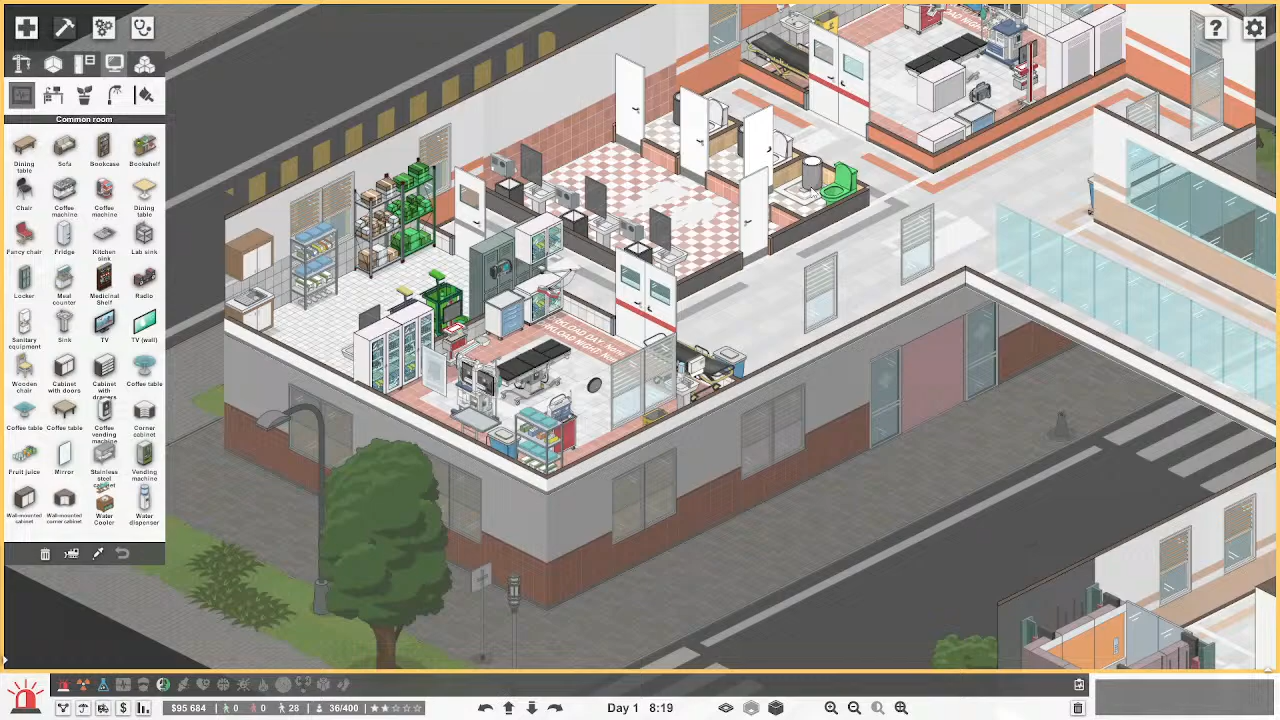 ?
Common room
Dining table
Sofa
Bookcase
Bookshelf
Chair
Coffee machine
Coffee machine
Dining table
Fancy chair
Fridge
Kitchen sink
Lab sink
Locker
Meal counter
Medicinal Shelf
Radio
Sanitary equipment
Sink
TV
TV (wall)
Wooden chair
Cabinet with doors
Cabinet with drawers
Coffee table
Coffee table
Coffee table
Coffee vending machine
Corner cabinet
Fruit juice
Mirror
Stainless steel cabinet
Vending machine
Wall-mounted cabinet
Wall-mounted corner cabinet
Water Cooler
Water dispenser
$95 684
0
0
28
36/400
Day 1 8:19